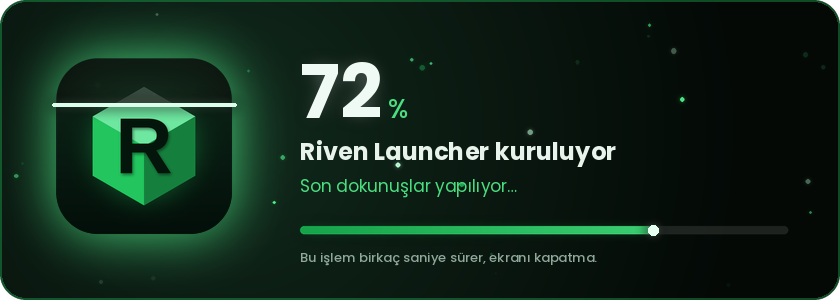 R
72 %
Riven Launcher kuruluyor
Son dokunuşlar yapılıyor...
Bu işlem birkaç saniye sürer, ekranı kapatma.